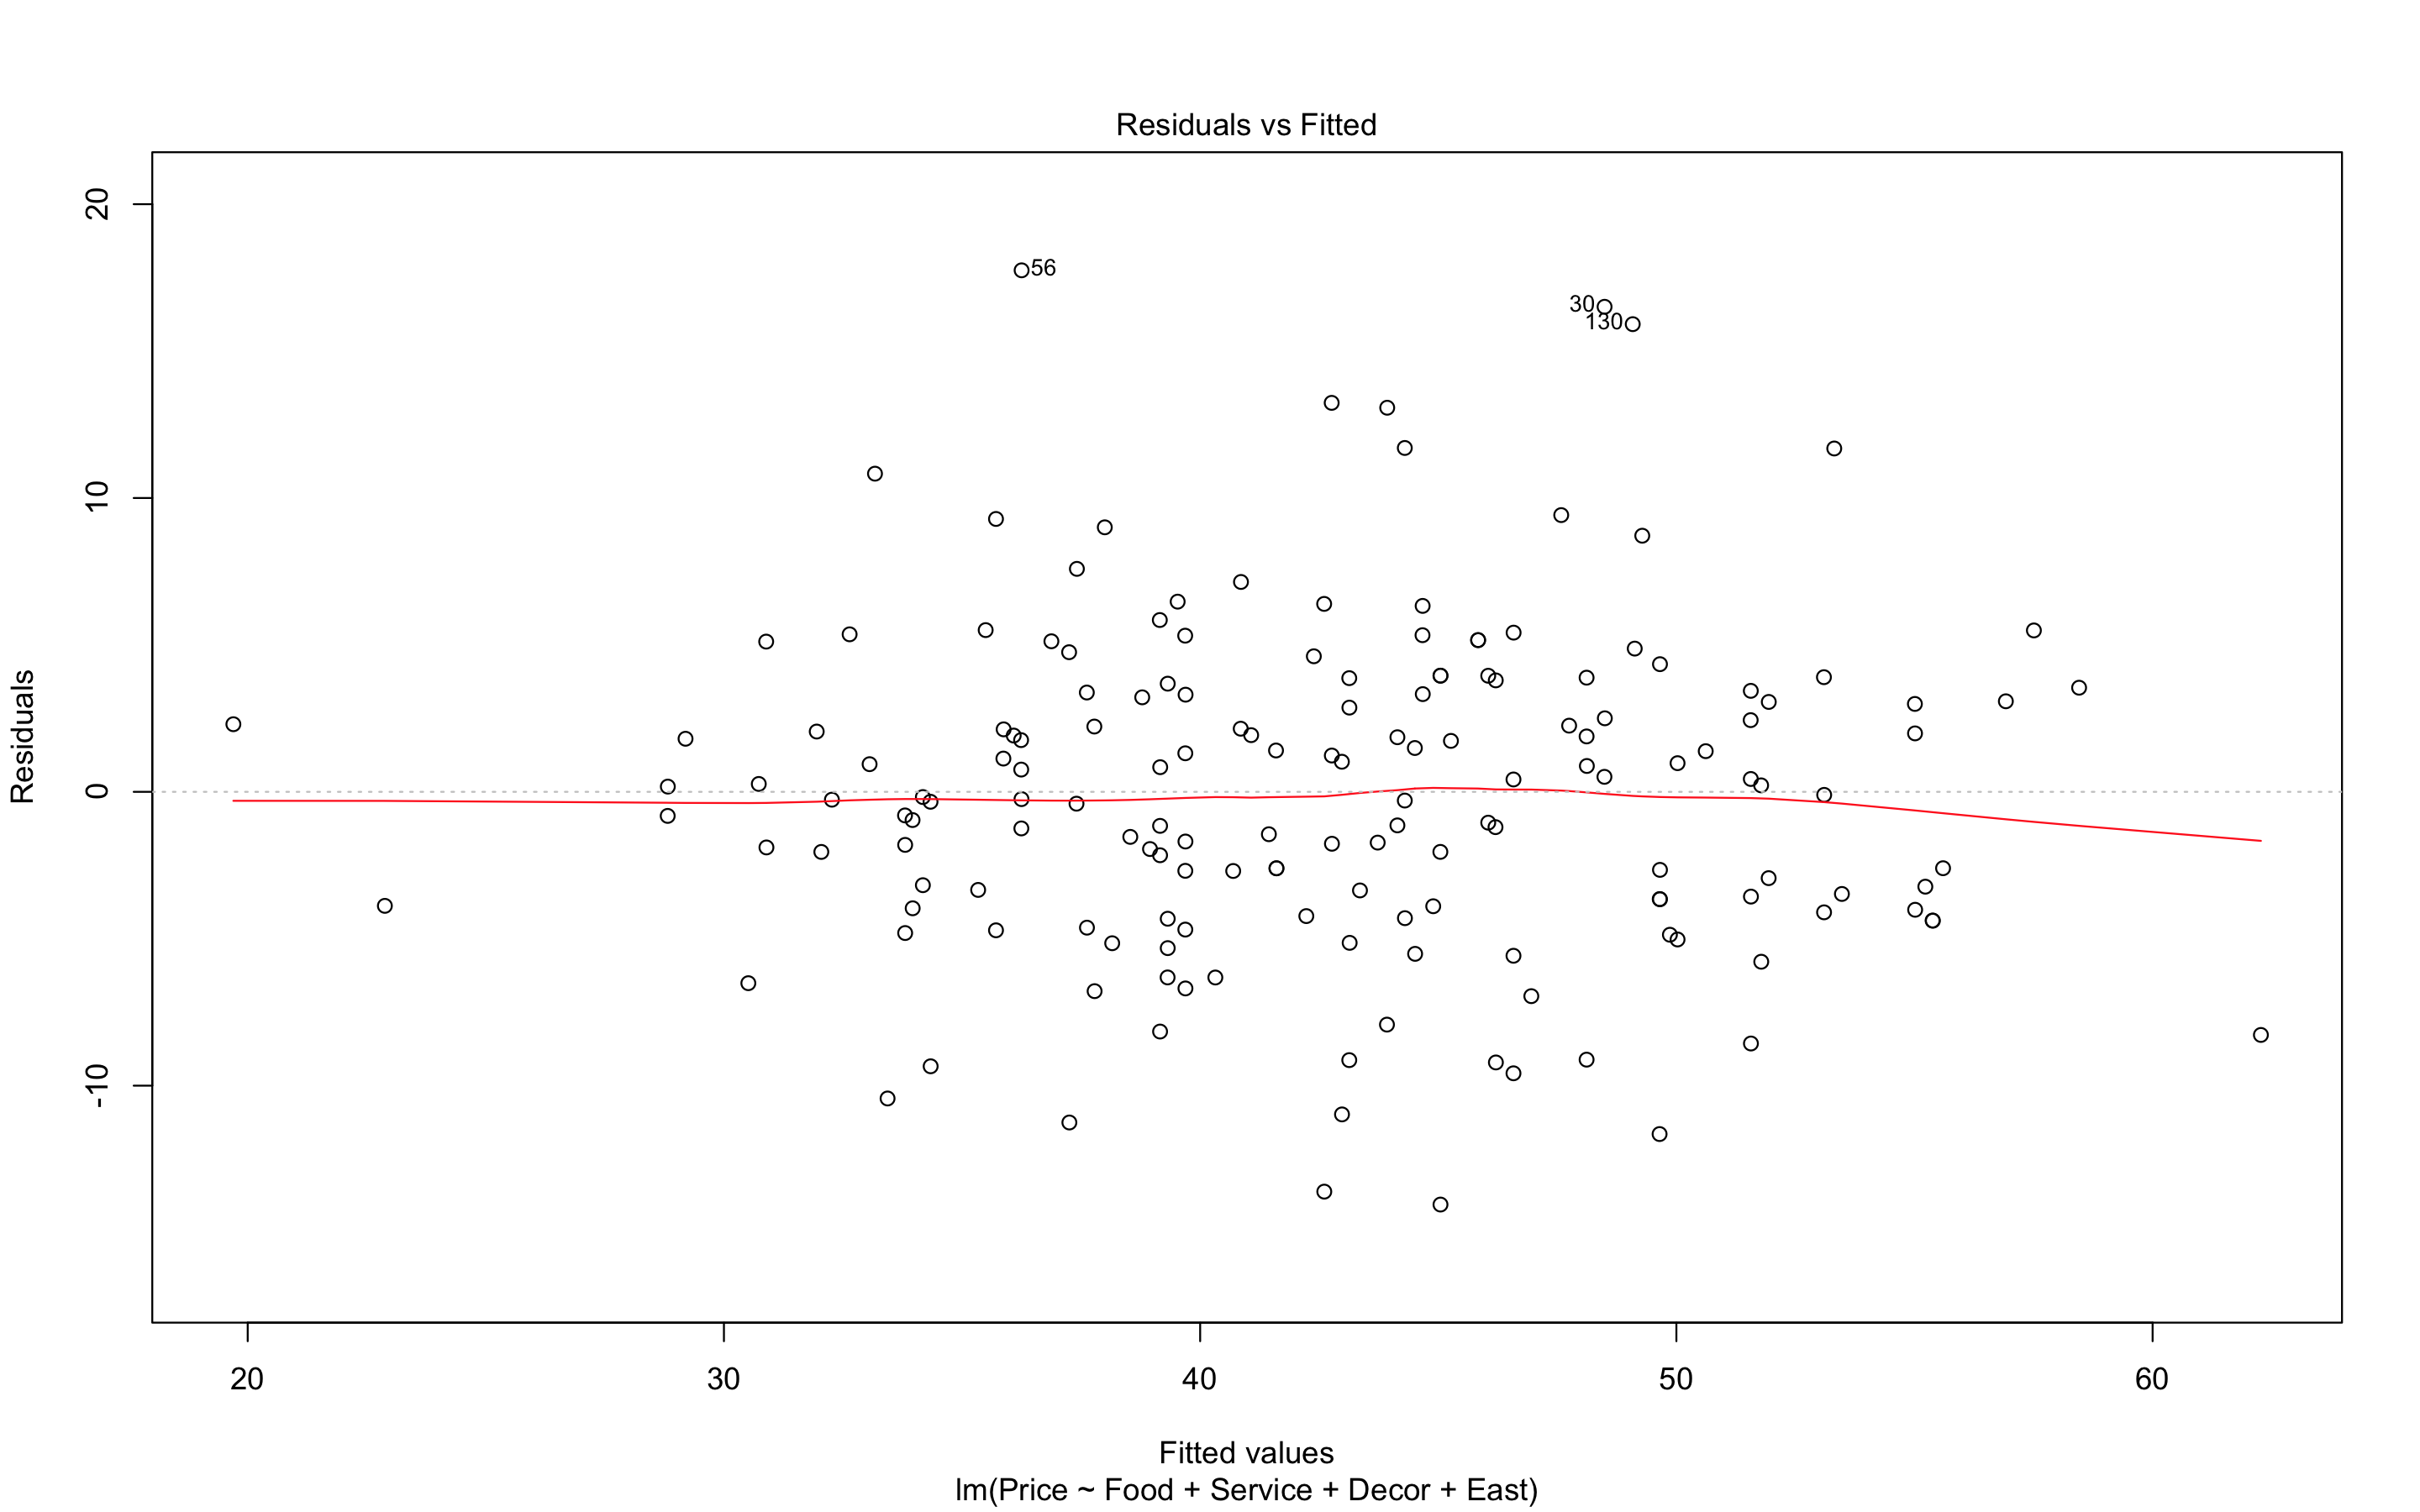 Residuals vs Fitted
20
10
0
-10
Residuals
56
30
130
20 30 40 50 60
Fitted values
lm(Price ~ Food + Service + Decor + East)